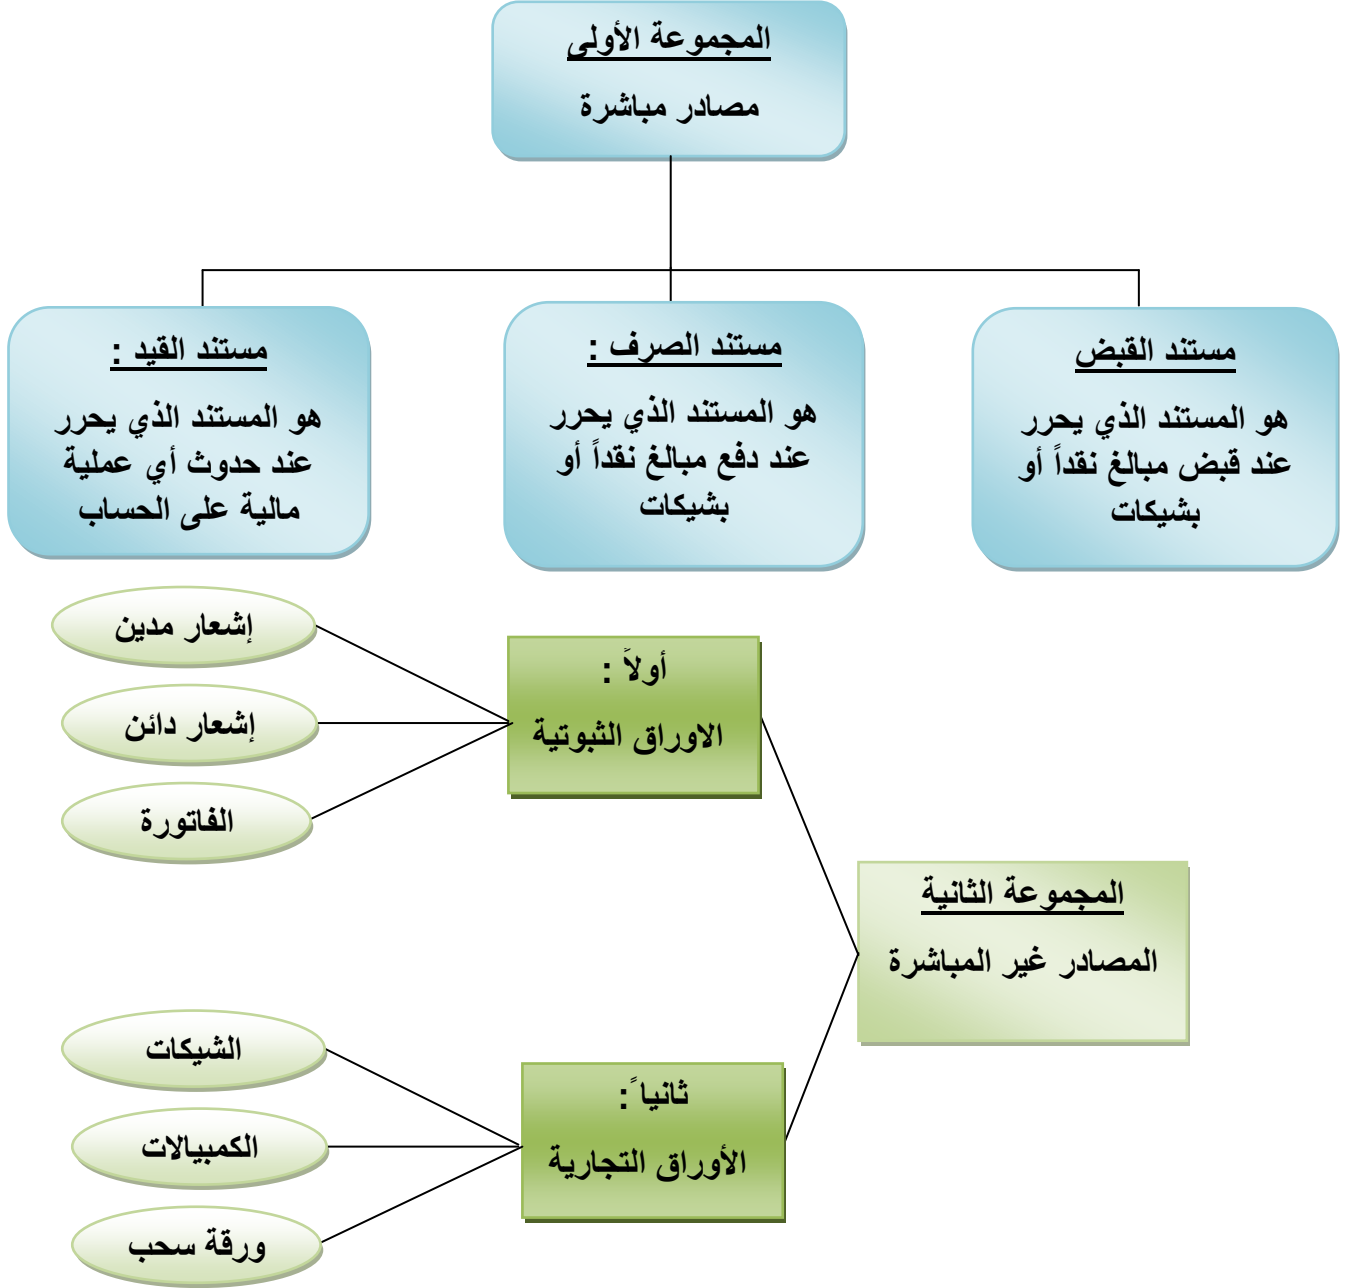 المجموعة الأولى
مصادر مباشرة
مستند القبض
هو المستند الذي يحرر
عند قبض مبالغ نقداً أو
بشيكات
مستند الصرف :
هو المستند الذي يحرر
عند دفع مبالغ نقداً أو
بشيكات
مستند القيد :
هو المستند الذي يحرر
عند حدوث أي عملية
مالية على الحساب
المجموعة الثانية
المصادر غير المباشرة
أولاً :
الاوراق الثبوتية
إشعار مدين
إشعار دائن
الفاتورة
ثانياً :
الأوراق التجارية
الشيكات
الكمبيالات
ورقة سحب